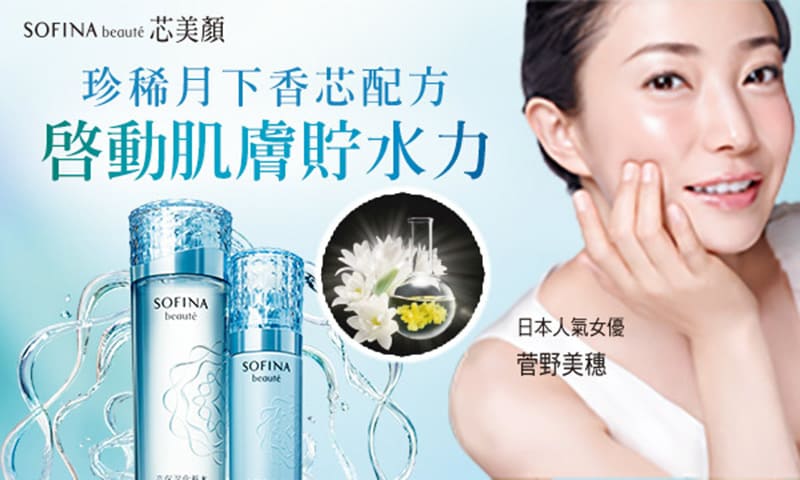 SOFINA beauté 芯美顏
珍稀月下香芯配方
啓動肌膚貯水力
SOFINA
beauté
SOFINA
beauté
日本人氣女優
菅野美穗